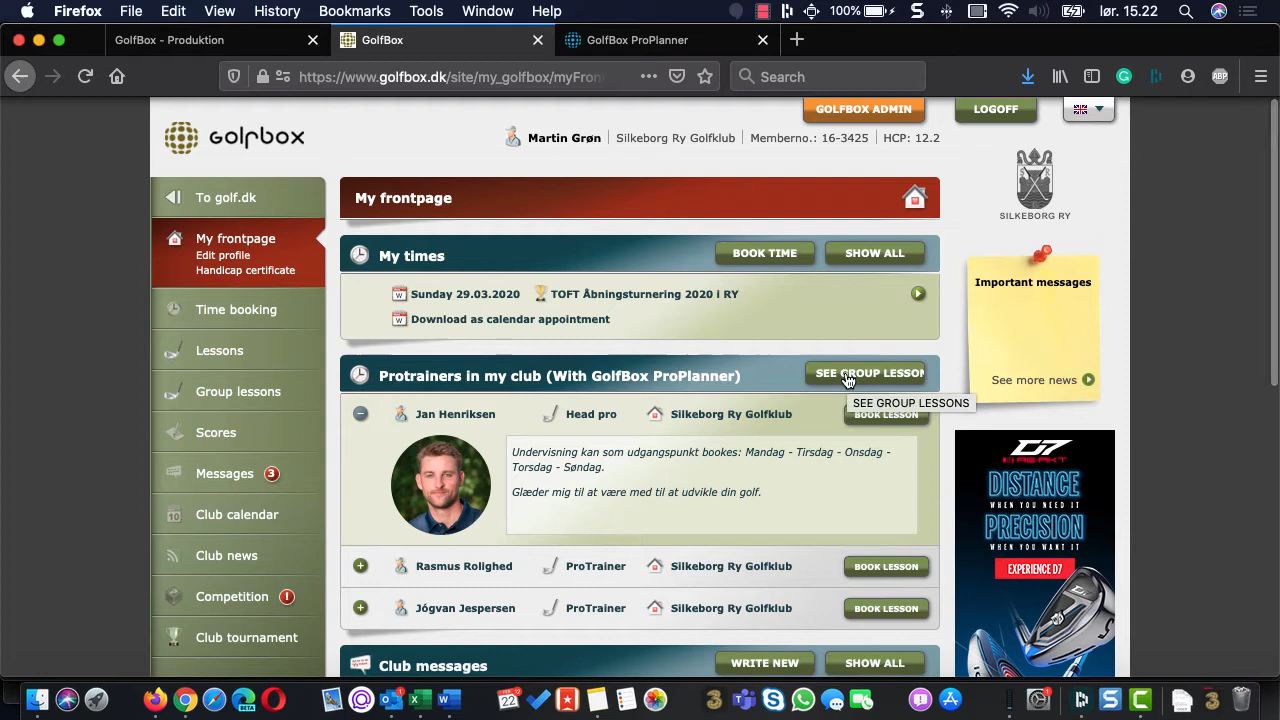 Firefox File Edit View History Bookmarks Tools Window Help 100% lør. 15.22
GolfBox - Produktion GolfBox GolfBox ProPlanner
https://www.golfbox.dk/site/my_golfbox/myFron Search
GOLFBOX ADMIN LOGOFF
GOLFBOX Martin Grøn Silkeborg Ry Golfklub Memberno.: 16-3425 HCP: 12.2
SILKEBORG RY
To golf.dk
My frontpage
Edit profile
Handicap certificate
Time booking
Lessons
Group lessons
Scores
Messages 3
Club calendar
Club news
Competition !
Club tournament
My frontpage
My times BOOK TIME SHOW ALL
Sunday 29.03.2020 TOFT Åbningsturnering 2020 i RY
Download as calendar appointment
Protrainers in my club (With GolfBox ProPlanner) SEE GROUP LESSON
SEE GROUP LESSONS
Jan Henriksen Head pro Silkeborg Ry Golfklub BOOK LESSON
Undervisning kan som udgangspunkt bookes: Mandag - Tirsdag - Onsdag -
Torsdag - Søndag.
Glæder mig til at være med til at udvikle din golf.
Rasmus Rolighed ProTrainer Silkeborg Ry Golfklub BOOK LESSON
Jógvan Jespersen ProTrainer Silkeborg Ry Golfklub BOOK LESSON
Club messages WRITE NEW SHOW ALL
Important messages
See more news
D7
DISTANCE
WHEN YOU NEED IT
PRECISION
WHEN YOU WANT IT
EXPERIENCE D7